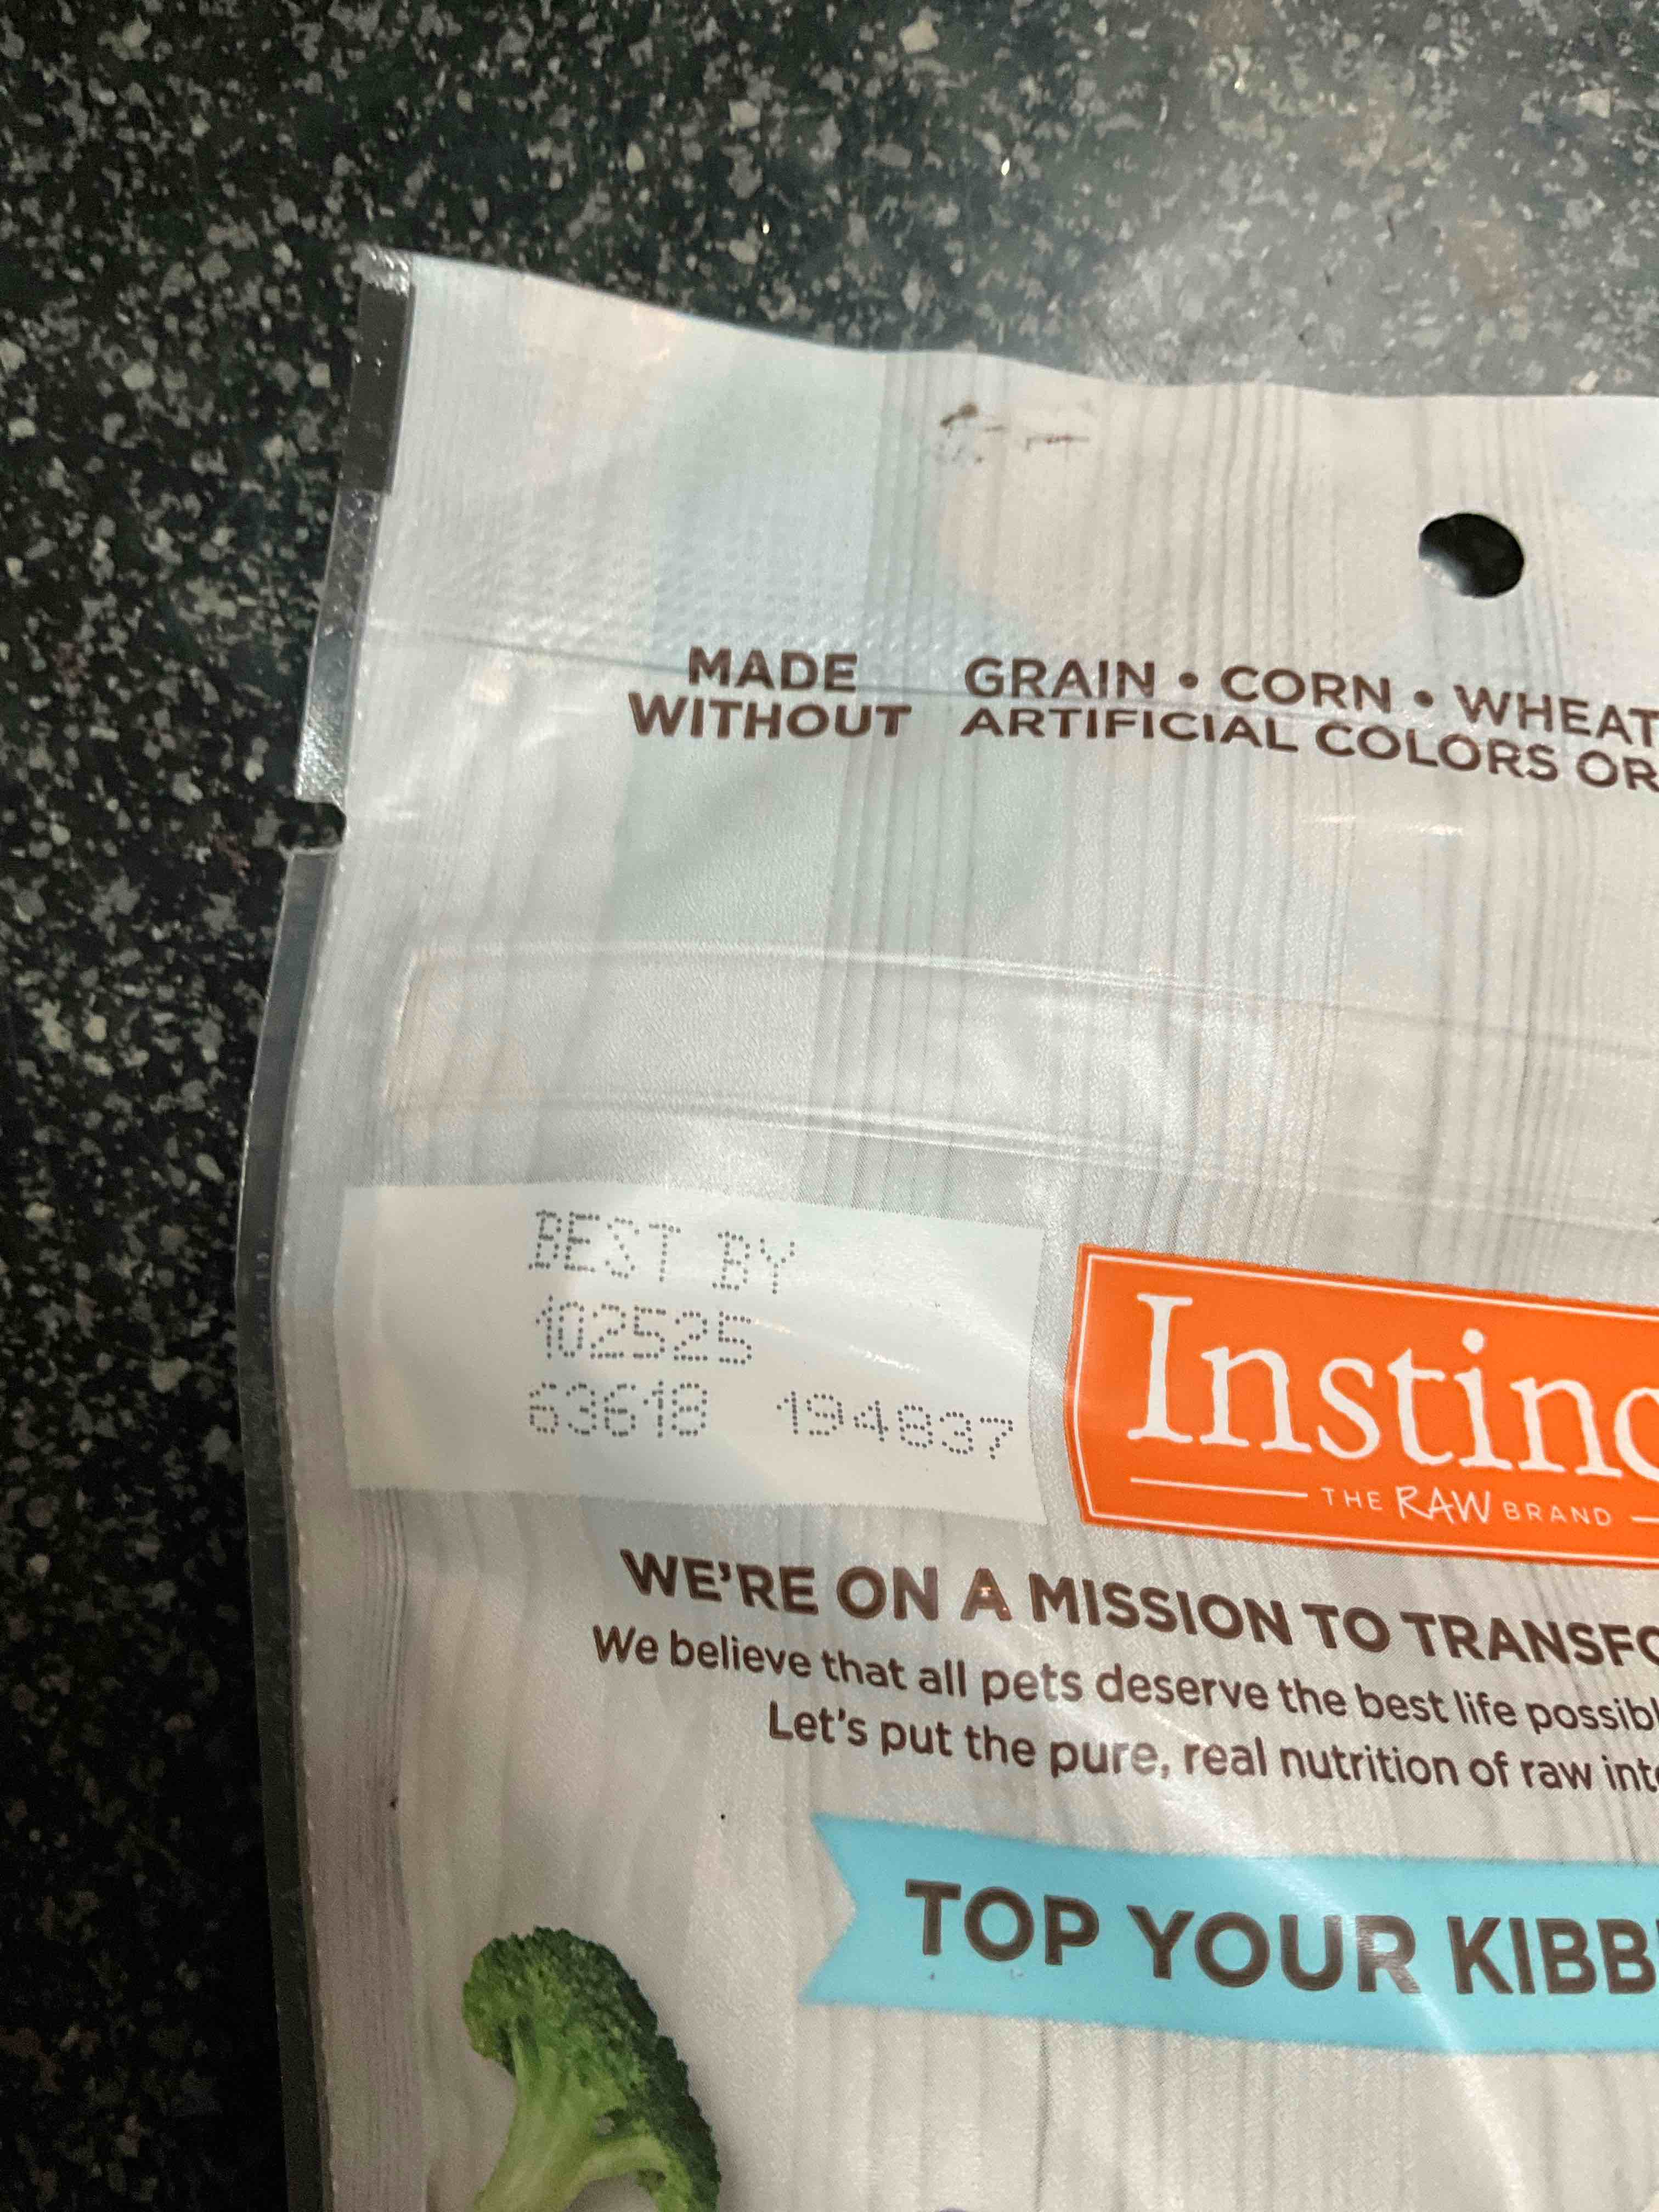 MADE WITHOUT
GRAIN • CORN • WHEAT
ARTIFICIAL COLORS OR
BEST BY
102525
63618 194837
Instinc
THE RAW BRAND
WE'RE ON A MISSION TO TRANSFO
We believe that all pets deserve the best life possibl
Let's put the pure, real nutrition of raw int
TOP YOUR KIBB